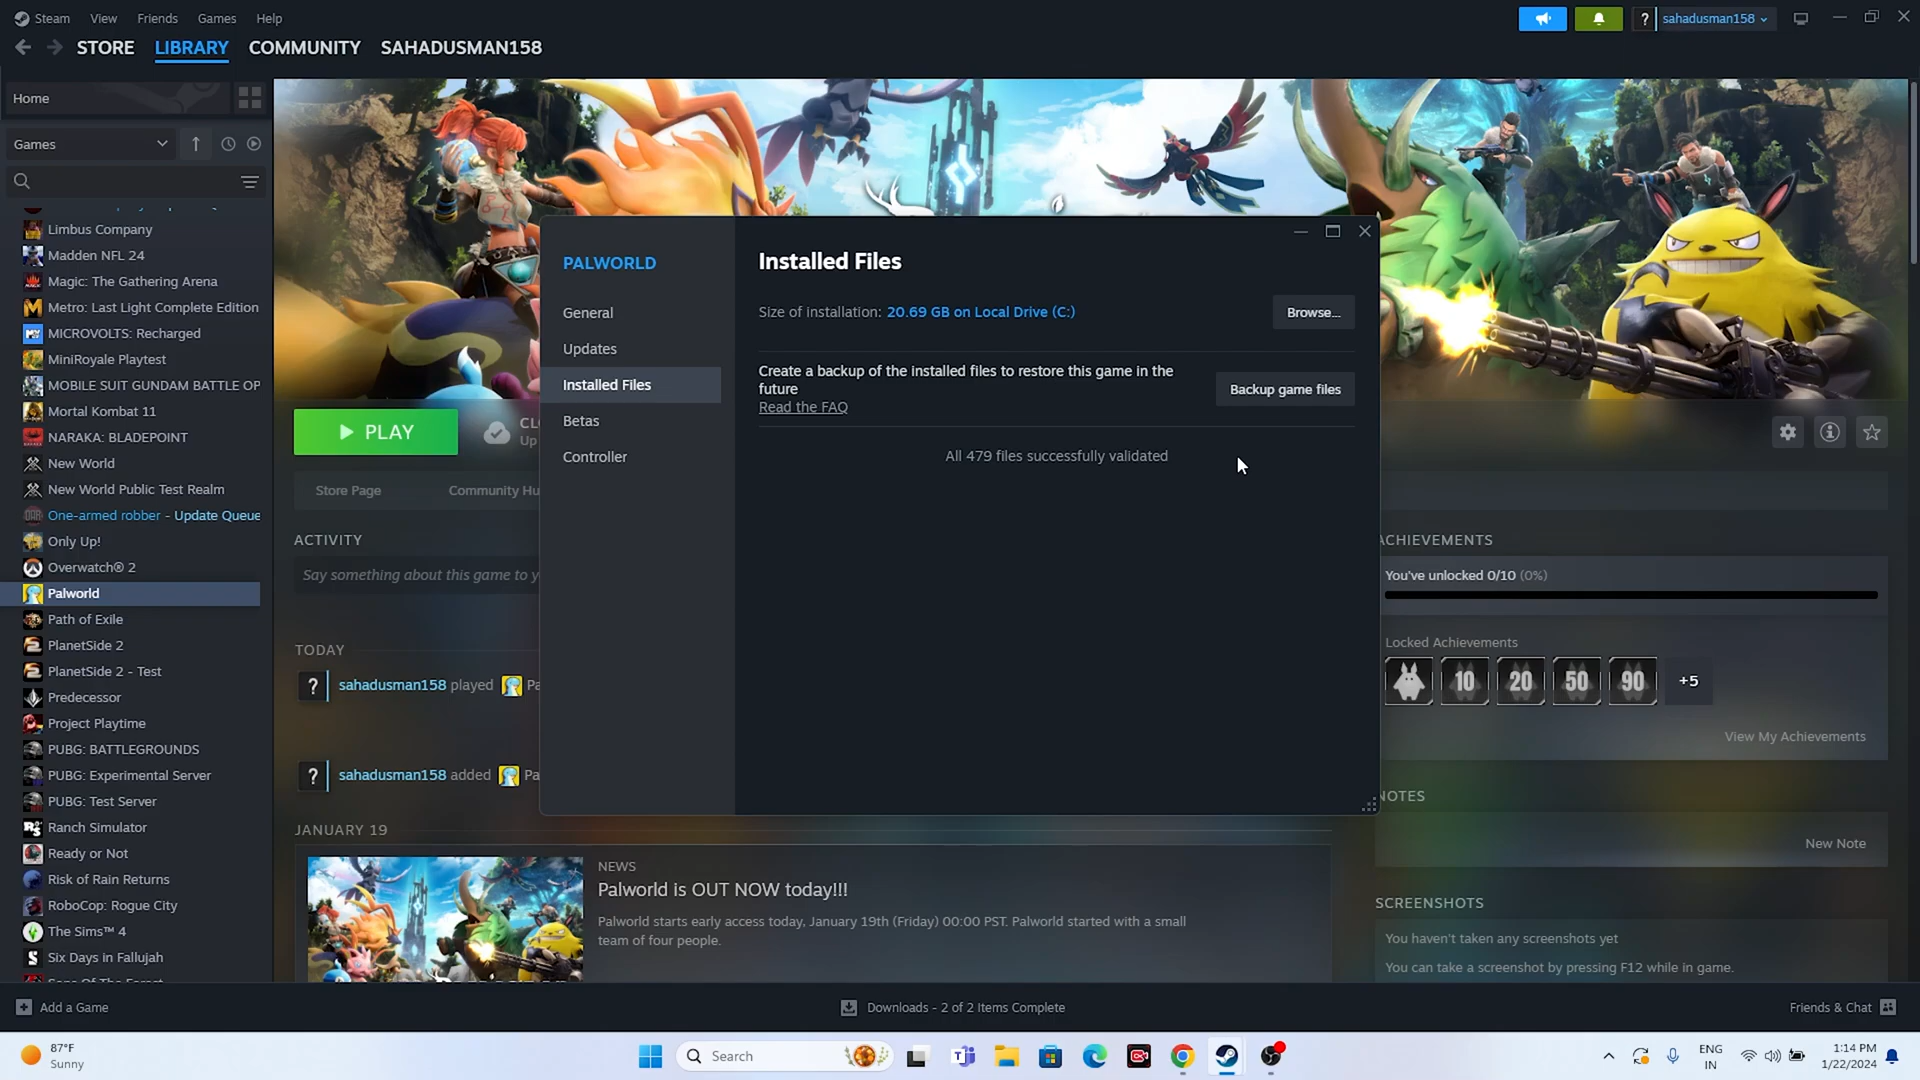 Steam View Friends Games Help
sahadusman158
STORE LIBRARY COMMUNITY SAHADUSMAN158
Home
Games
Limbus Company
Madden NFL 24
Magic: The Gathering Arena
Metro: Last Light Complete Edition
MICROVOLTS: Recharged
MiniRoyale Playtest
MOBILE SUIT GUNDAM BATTLE OP
Mortal Kombat 11
NARAKA: BLADEPOINT
New World
New World Public Test Realm
One-armed robber - Update Queue
Only Up!
Overwatch® 2
Palworld
Path of Exile
PlanetSide 2
PlanetSide 2 - Test
Predecessor
Project Playtime
PUBG: BATTLEGROUNDS
PUBG: Experimental Server
PUBG: Test Server
Ranch Simulator
Ready or Not
Risk of Rain Returns
RoboCop: Rogue City
The Sims™ 4
Six Days in Fallujah
PALWORLD
General
Updates
Installed Files
Betas
Controller
Installed Files
Size of installation: 20.69 GB on Local Drive (C:)
Browse...
Create a backup of the installed files to restore this game in the
future
Read the FAQ
Backup game files
All 479 files successfully validated
PLAY
CL
Up
Store Page Community Hu
ACTIVITY
Say something about this game to y
TODAY
sahadusman158 played Pa
sahadusman158 added Pa
JANUARY 19
NEWS
Palworld is OUT NOW today!!!
Palworld starts early access today, January 19th (Friday) 00:00 PST. Palworld started with a small
team of four people.
ACHIEVEMENTS
You've unlocked 0/10 (0%)
Locked Achievements
10 20 50 90 +5
View My Achievements
NOTES
New Note
SCREENSHOTS
You haven't taken any screenshots yet
You can take a screenshot by pressing F12 while in game.
Add a Game
Downloads - 2 of 2 Items Complete
Friends & Chat
87°F
Sunny
Search
ENG
IN
1:14 PM
1/22/2024